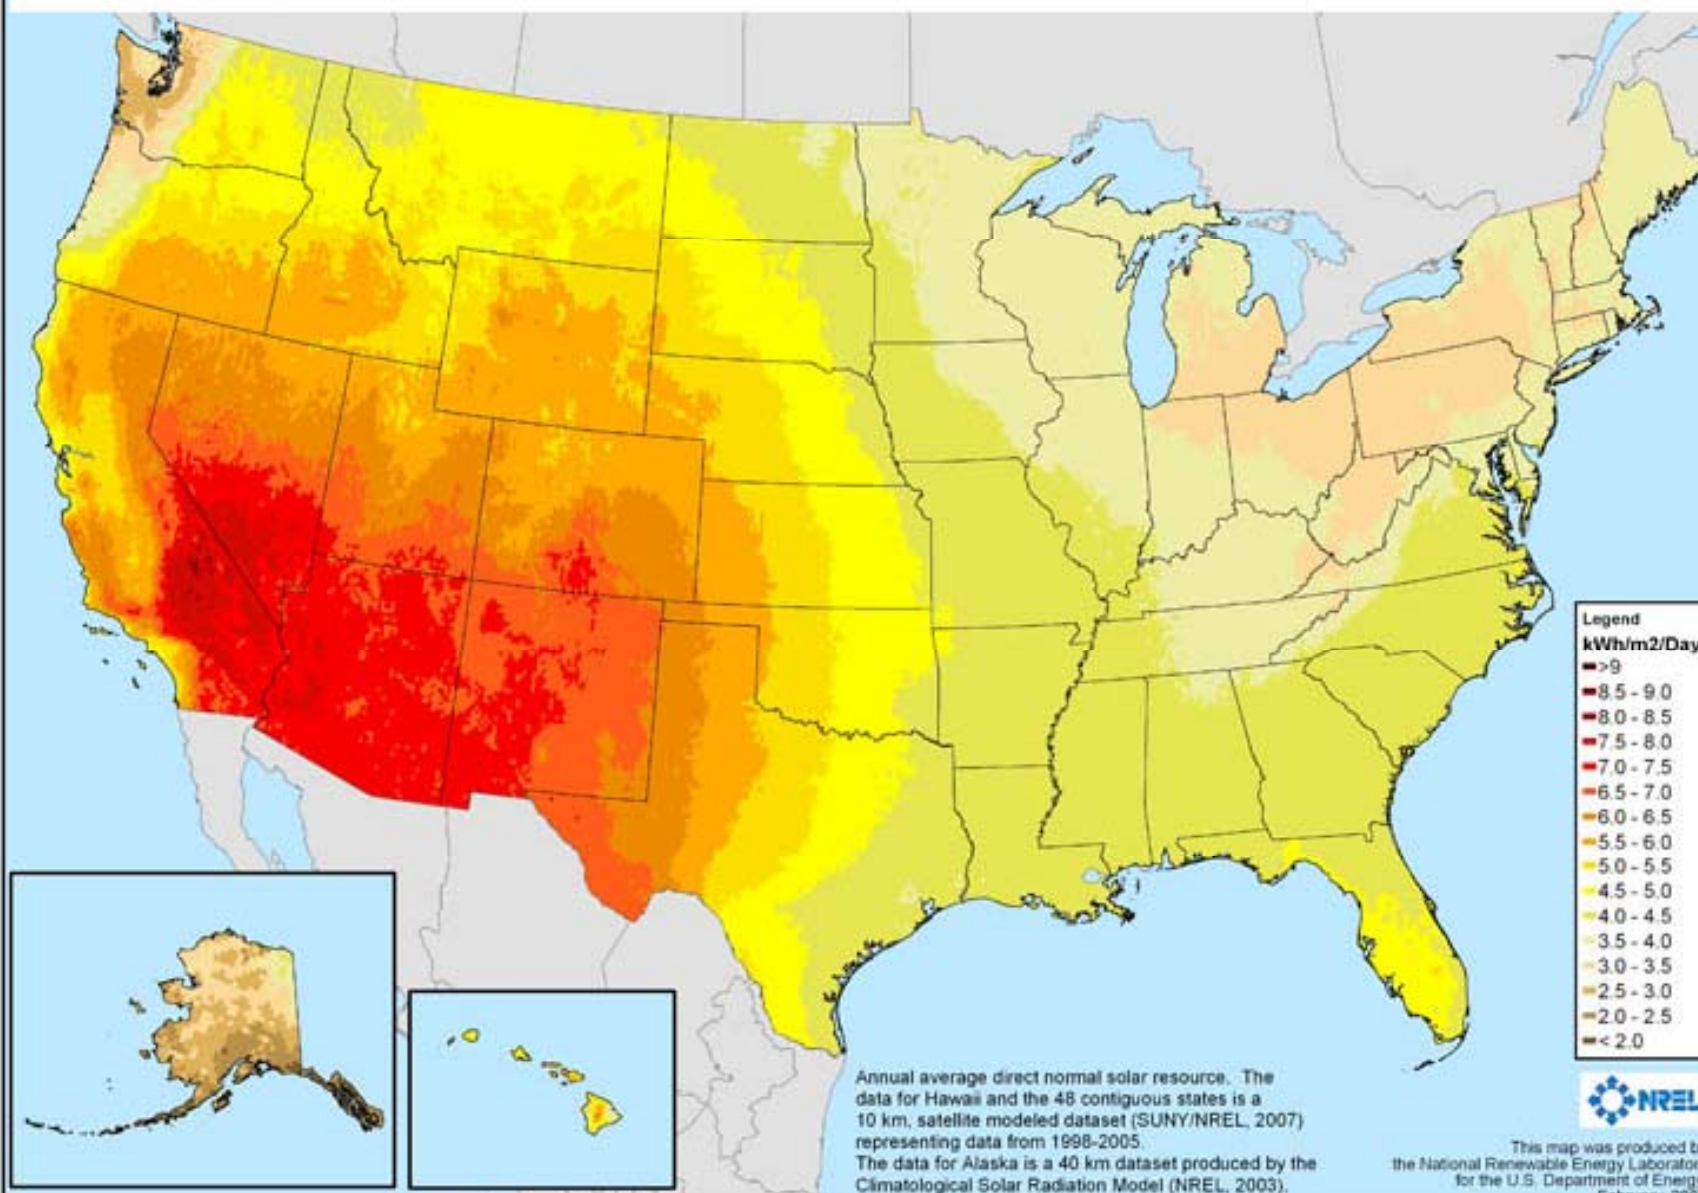 Legend
kWh/m2/Day
>9
8.5 - 9.0
8.0 - 8.5
7.5 - 8.0
7.0 - 7.5
6.5 - 7.0
6.0 - 6.5
5.5 - 6.0
5.0 - 5.5
4.5 - 5.0
4.0 - 4.5
3.5 - 4.0
3.0 - 3.5
2.5 - 3.0
2.0 - 2.5
< 2.0
Annual average direct normal solar resource. The
data for Hawaii and the 48 contiguous states is a
10 km, satellite modeled dataset (SUNY/NREL, 2007)
representing data from 1998-2005.
The data for Alaska is a 40 km dataset produced by the
Climatological Solar Radiation Model (NREL, 2003).
NREL
This map was produced b
the National Renewable Energy Laborator
for the U.S. Department of Energ